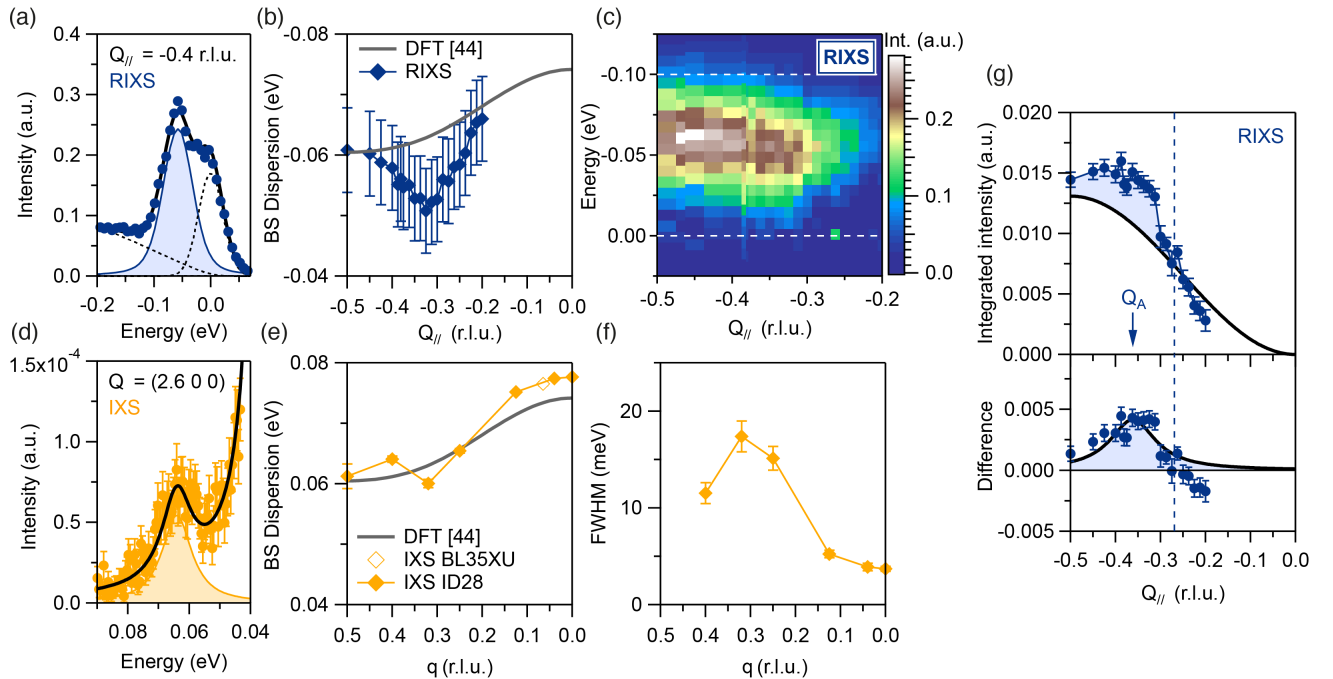 (a)
Q// = -0.4 r.l.u.
RIXS
0.4
0.3
0.2
0.1
0.0
Intensity (a.u.)
-0.2
-0.1
0.0
Energy (eV)
(b)
DFT [44]
RIXS
-0.08
-0.06
-0.04
BS Dispersion (eV)
-0.5
-0.4
-0.3
-0.2
-0.1
0.0
Q// (r.l.u.)
(c)
RIXS
-0.10
-0.05
0.00
Energy (eV)
-0.5
-0.4
-0.3
-0.2
Q// (r.l.u.)
Int. (a.u.)
0.2
0.1
0.0
(d)
1.5x10-4
Q = (2.6 0 0)
IXS
1.0
0.5
0.0
Intensity (a.u.)
0.08
0.06
0.04
Energy (eV)
(e)
0.08
0.06
0.04
BS Dispersion (eV)
DFT [44]
IXS BL35XU
IXS ID28
0.5
0.4
0.3
0.2
0.1
0.0
q (r.l.u.)
(f)
20
10
0
FWHM (meV)
0.4
0.3
0.2
0.1
0.0
q (r.l.u.)
(g)
RIXS
0.020
0.015
0.010
0.005
0.000
Integrated intensity (a.u.)
QA
0.005
0.000
-0.005
Difference
-0.5
-0.4
-0.3
-0.2
-0.1
0.0
Q// (r.l.u.)